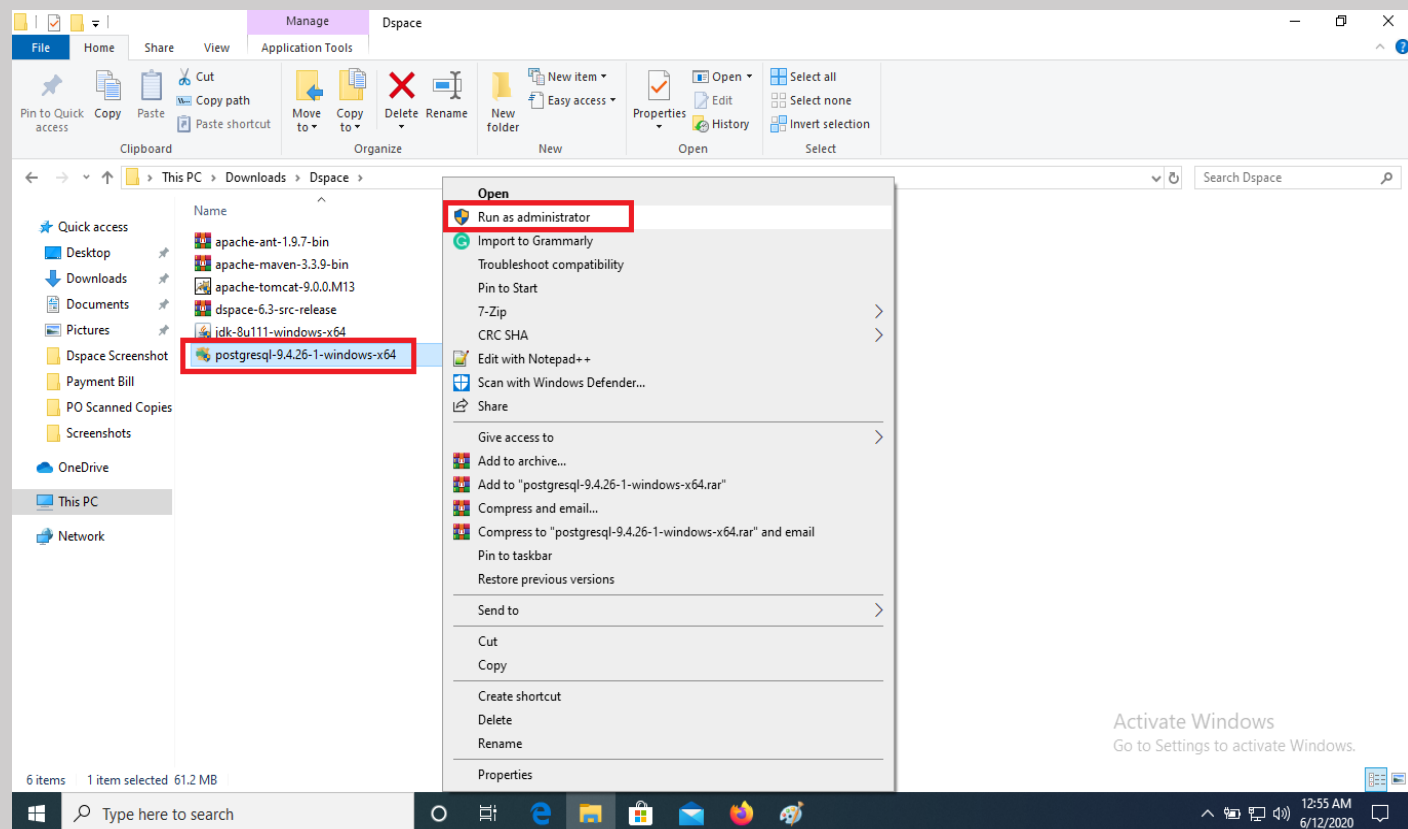 Manage
Dspace
File
Home
Share
View
Application Tools
Pin to Quick access
Copy
Paste
Cut
Copy path
Paste shortcut
Move to
Copy to
Delete
Rename
New folder
New item
Easy access
Properties
Open
Edit
History
Select all
Select none
Invert selection
Clipboard
Organize
New
Open
Select
This PC > Downloads > Dspace >
Search Dspace
Quick access
Desktop
Downloads
Documents
Pictures
Dspace Screenshot
Payment Bill
PO Scanned Copies
Screenshots
OneDrive
This PC
Network
Name
apache-ant-1.9.7-bin
apache-maven-3.3.9-bin
apache-tomcat-9.0.0.M13
dspace-6.3-src-release
jdk-8u111-windows-x64
postgresql-9.4.26-1-windows-x64
Open
Run as administrator
Import to Grammarly
Troubleshoot compatibility
Pin to Start
7-Zip
CRC SHA
Edit with Notepad++
Scan with Windows Defender...
Share
Give access to
Add to archive...
Add to "postgresql-9.4.26-1-windows-x64.rar"
Compress and email...
Compress to "postgresql-9.4.26-1-windows-x64.rar" and email
Pin to taskbar
Restore previous versions
Send to
Cut
Copy
Create shortcut
Delete
Rename
Properties
Activate Windows
Go to Settings to activate Windows.
6 items 1 item selected 61.2 MB
Type here to search
12:55 AM
6/12/2020